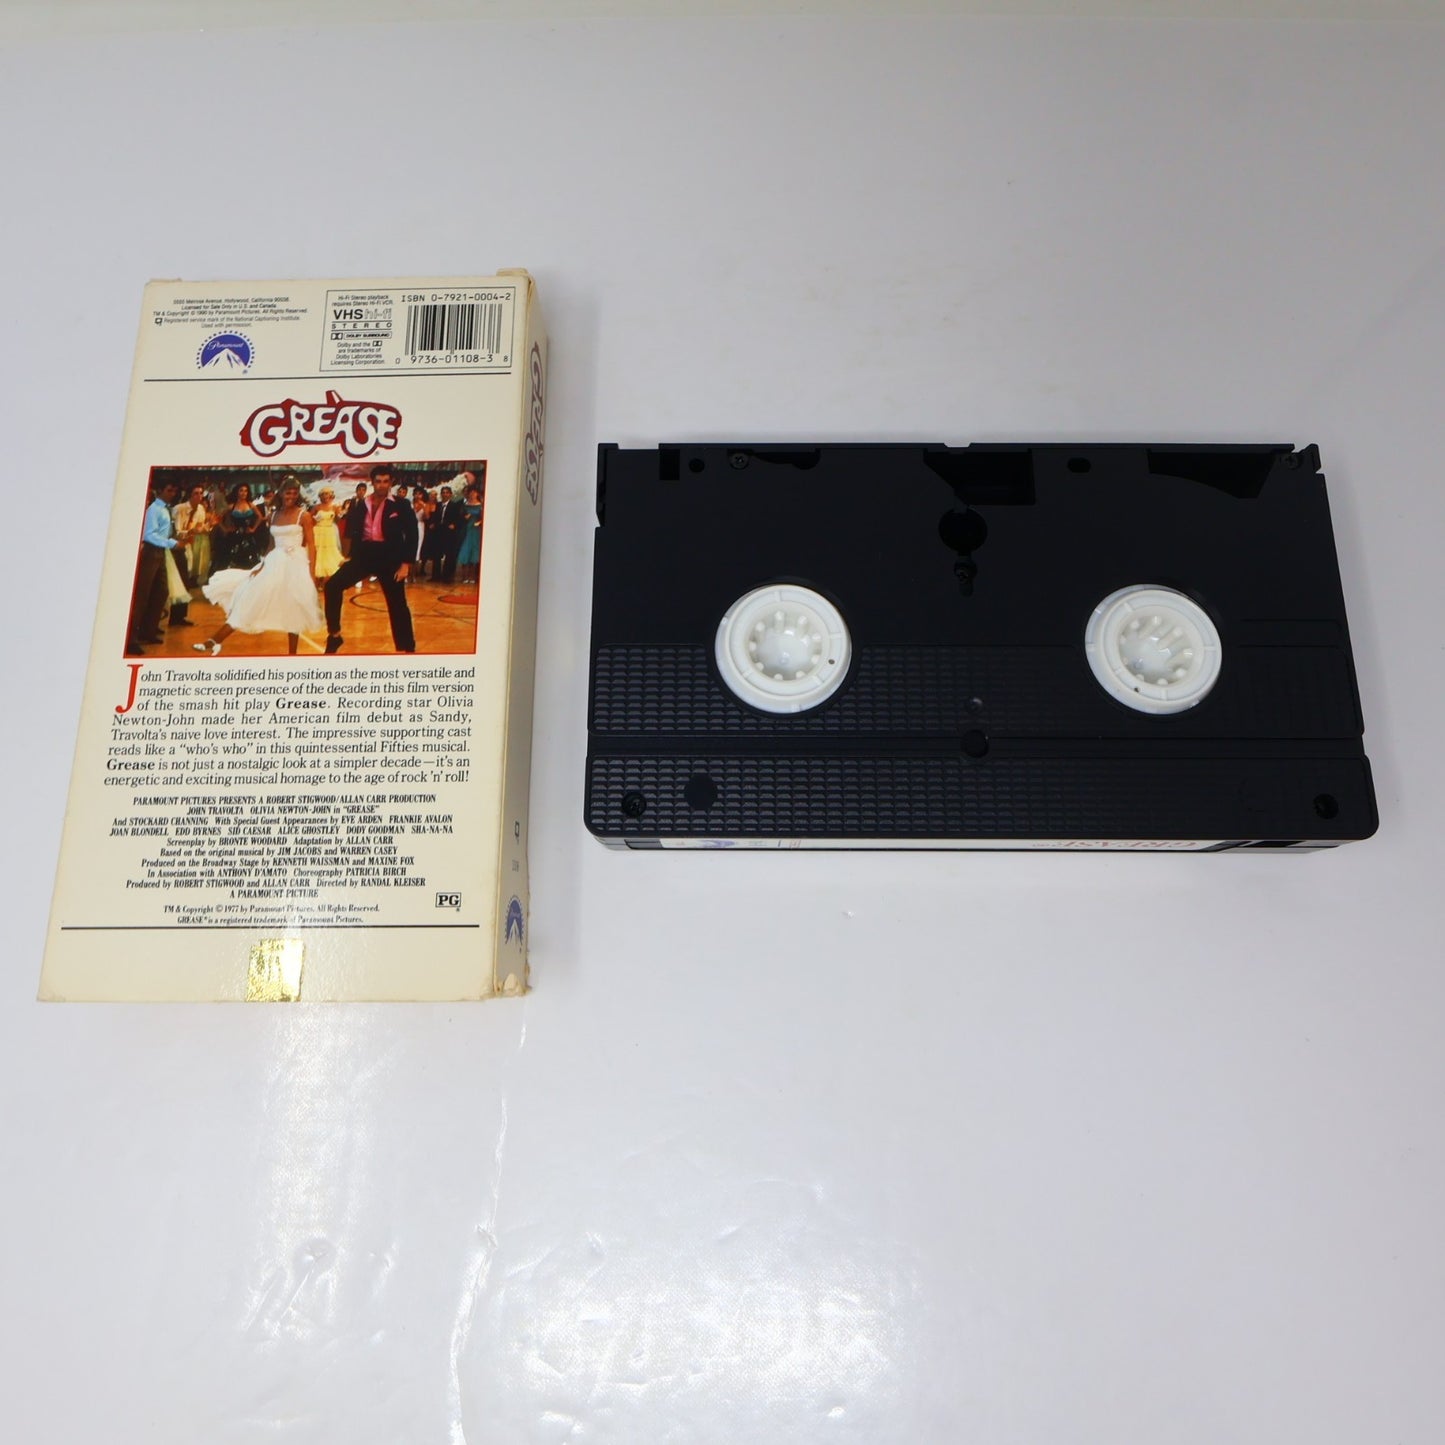 5555 Melrose Avenue, Hollywood, California 90038.
Licensed for Sale Only in U.S. and Canada.
TM & Copyright © 1990 by Paramount Pictures. All Rights Reserved.
Registered service mark of the National Captioning Institute.
Used with permission.
Paramount
Hi-Fi Stereo playback
requires Stereo Hi-Fi VCR.
VHS hi-fi
STEREO
DOLBY SURROUND
Dolby and the
are trademarks of
Dolby Laboratories
Licensing Corporation.
ISBN 0-7921-0004-2
0 9736-01108-3 8
GREASE
John Travolta solidified his position as the most versatile and
magnetic screen presence of the decade in this film version
of the smash hit play Grease. Recording star Olivia
Newton-John made her American film debut as Sandy,
Travolta's naive love interest. The impressive supporting cast
reads like a "who's who" in this quintessential Fifties musical.
Grease is not just a nostalgic look at a simpler decade—it's an
energetic and exciting musical homage to the age of rock 'n' roll!
PARAMOUNT PICTURES PRESENTS A ROBERT STIGWOOD/ALLAN CARR PRODUCTION
JOHN TRAVOLTA OLIVIA NEWTON-JOHN in "GREASE"
And STOCKARD CHANNING With Special Guest Appearances by EVE ARDEN FRANKIE AVALON
JOAN BLONDELL EDD BYRNES SID CAESAR ALICE GHOSTLEY DODY GOODMAN SHA-NA-NA
Screenplay by BRONTE WOODARD Adaptation by ALLAN CARR
Based on the original musical by JIM JACOBS and WARREN CASEY
Produced on the Broadway Stage by KENNETH WAISSMAN and MAXINE FOX
In Association with ANTHONY D'AMATO Choreography PATRICIA BIRCH
Produced by ROBERT STIGWOOD and ALLAN CARR Directed by RANDAL KLEISER
A PARAMOUNT PICTURE
PG
TM & Copyright © 1977 by Paramount Pictures. All Rights Reserved.
GREASE® is a registered trademark of Paramount Pictures.
GREASE
1108
GREASE